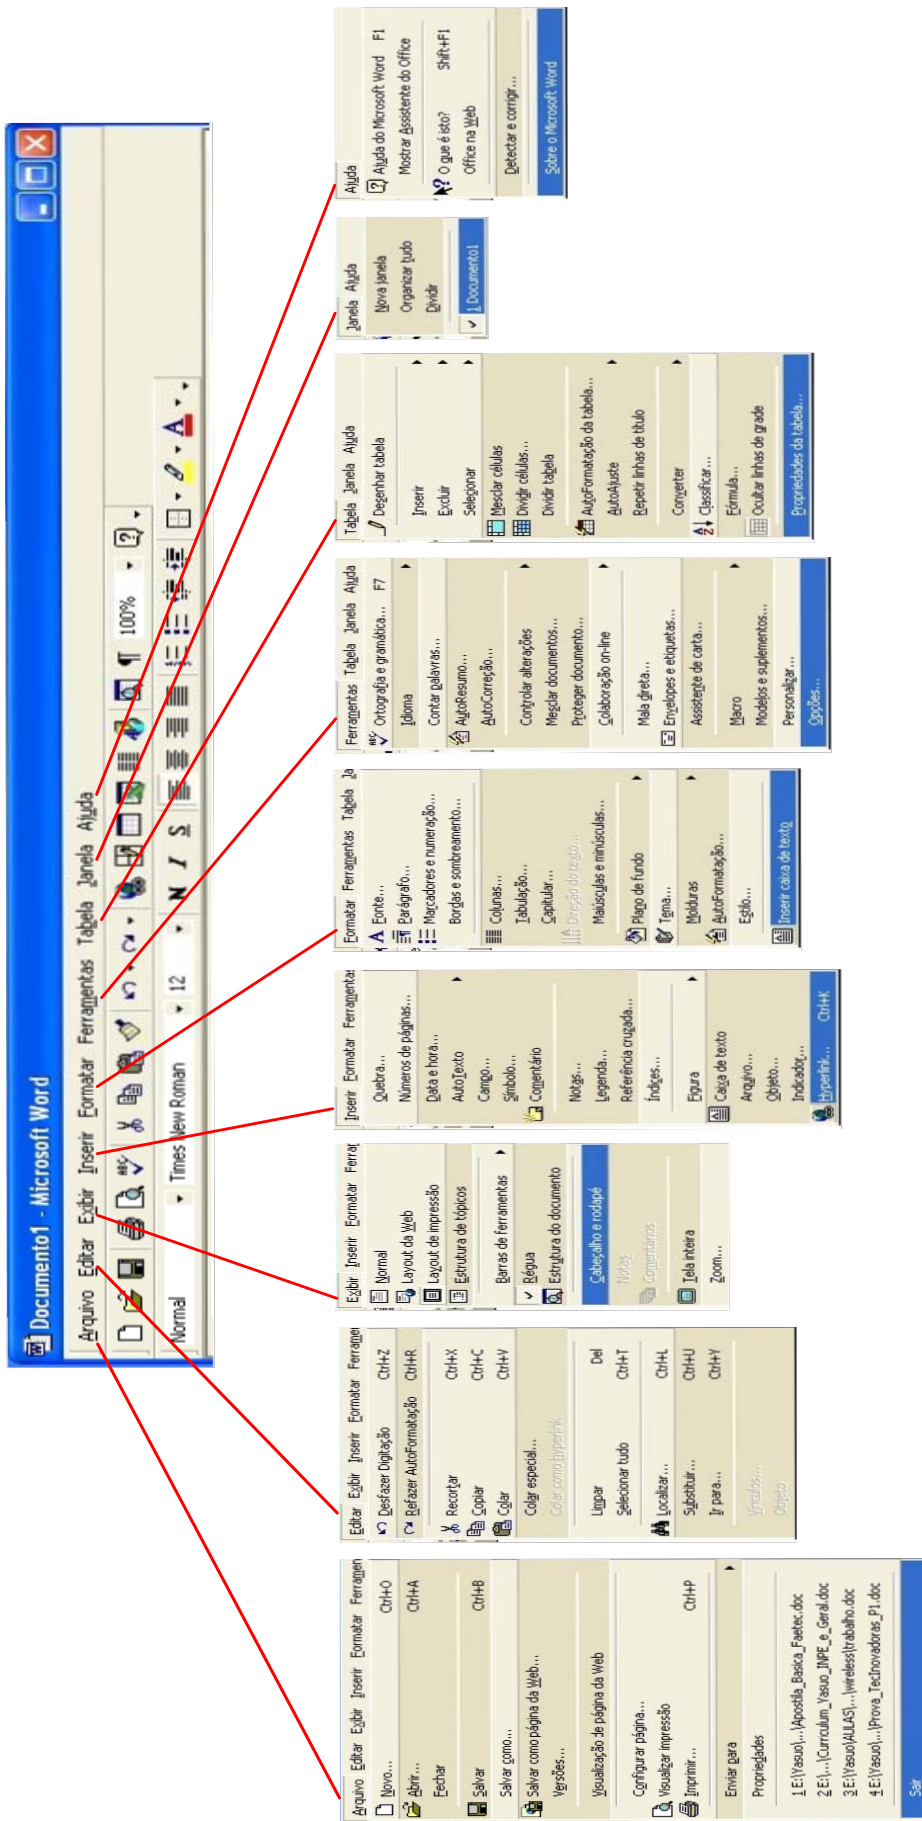 Documento1 - Microsoft Word
Arquivo Editar Exibir Inserir Formatar Ferramentas Tabela Janela Ajuda
100%
Normal Times New Roman 12 N I S
Arquivo Editar Exibir Inserir Formatar Ferramen
Novo... Ctrl+O
Abrir... Ctrl+A
Fechar
Salvar Ctrl+B
Salvar como...
Salvar como página da Web...
Versões...
Visualização de página da Web
Configurar página...
Visualizar impressão
Imprimir... Ctrl+P
Enviar para
Propriedades
1 E:\Yasuo\...\Apostila_Basica_Faetec.doc
2 E:\...\Curriculum_Yasuo_INPE_e_Geral.doc
3 E:\Yasuo\AULAS\...\wireless\trabalho.doc
4 E:\Yasuo\...\Prova_TecInovadoras_P1.doc
Sair
Editar Exibir Inserir Formatar Ferramen
Desfazer Digitação Ctrl+Z
Refazer AutoFormatação Ctrl+R
Recortar Ctrl+X
Copiar Ctrl+C
Colar Ctrl+V
Colar especial...
Colar como hyperlink
Limpar Del
Selecionar tudo Ctrl+T
Localizar... Ctrl+L
Substituir... Ctrl+U
Ir para... Ctrl+Y
Vínculos...
Objeto
Exibir Inserir Formatar Ferrar
Normal
Layout da Web
Layout de impressão
Estrutura de tópicos
Barras de ferramentas
Régua
Estrutura do documento
Cabeçalho e rodapé
Notas
Comentários
Tela inteira
Zoom...
Inserir Formatar Ferramentas
Quebra...
Números de páginas...
Data e hora...
AutoTexto
Campo...
Símbolo...
Comentário
Notas...
Legenda...
Referência cruzada...
Índices...
Figura
Caixa de texto
Arquivo...
Objeto...
Indicador...
Hyperlink... Ctrl+K
Formatar Ferramentas Tabela Ja
Fonte...
Parágrafo...
Marcadores e numeração...
Bordas e sombreamento...
Colunas...
Tabulação...
Capitular...
Direção do texto...
Maiúsculas e minúsculas...
Plano de fundo
Tema...
Molduras
AutoFormatação...
Estilo...
Inserir caixa de texto
Ferramentas Tabela Janela Ajuda
Ortografia e gramática... F7
Idioma
Contar palavras...
AutoResumo...
AutoCorreção...
Controlar alterações
Mesclar documentos...
Proteger documento...
Colaboração on-line
Mala direta...
Envelopes e etiquetas...
Assistente de carta...
Macro
Modelos e suplementos...
Personalizar...
Opções...
Tabela Janela Ajuda
Desenhar tabela
Inserir
Excluir
Selecionar
Mesclar células
Dividir células...
Dividir tabela
AutoFormatação da tabela...
AutoAjuste
Repetir linhas de título
Converter
Classificar...
Fórmula...
Ocultar linhas de grade
Propriedades da tabela...
Janela Ajuda
Nova janela
Organizar tudo
Dividir
1 Documento1
Ajuda
Ajuda do Microsoft Word F1
Mostrar Assistente do Office
O que é isto? Shift+F1
Office na Web
Detectar e corrigir...
Sobre o Microsoft Word